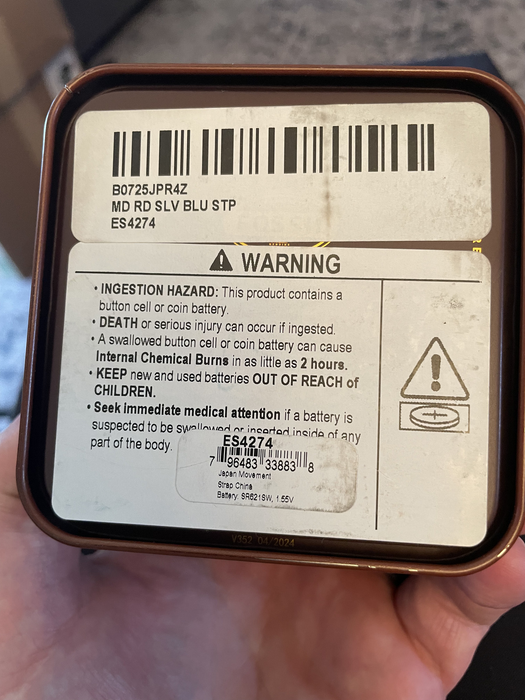 B0725JPR4Z
MD RD SLV BLU STP
ES4274
WARNING
• INGESTION HAZARD: This product contains a
button cell or coin battery.
• DEATH or serious injury can occur if ingested.
• A swallowed button cell or coin battery can cause
Internal Chemical Burns in as little as 2 hours.
• KEEP new and used batteries OUT OF REACH of
CHILDREN.
• Seek immediate medical attention if a battery is
suspected to be swallowed or inserted inside of any
part of the body.
ES4274
7 96483 33883 8
Japan Movement
Strap China
Battery: SR621SW, 1.55V
V352 04/2024